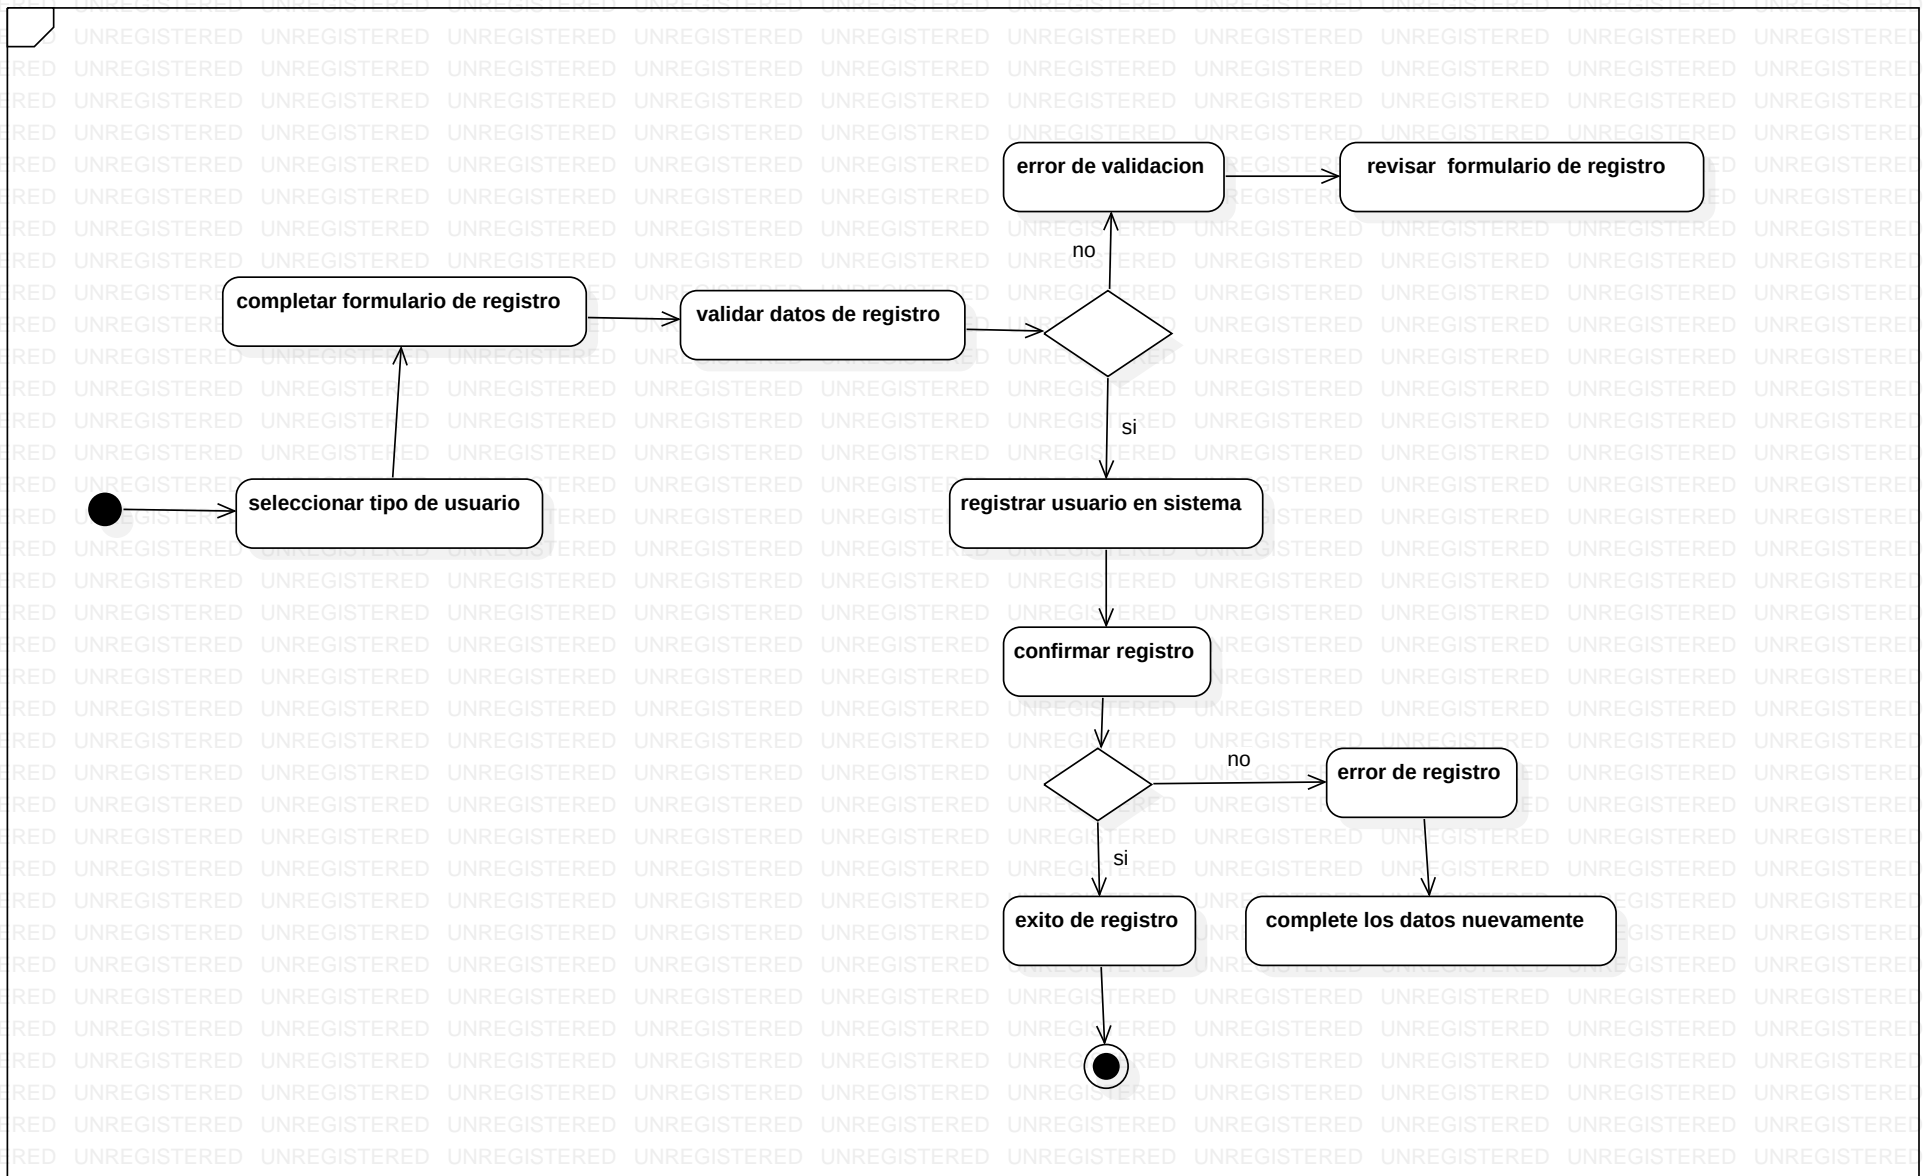 error de validacion
revisar  formulario de registro
no
completar formulario de registro
validar datos de registro
si
seleccionar tipo de usuario
registrar usuario en sistema
confirmar registro
no
error de registro
si
exito de registro
complete los datos nuevamente
UNREGISTERED